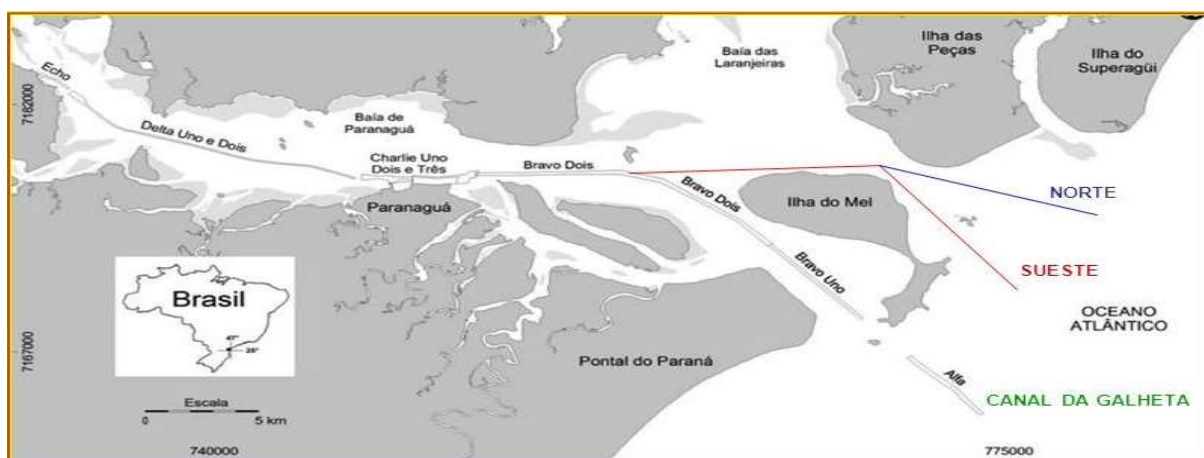 Ilha das
Peças
Ilha do
Superagüi
Baía das
Laranjeiras
Echo
7182000
Baía de
Paranaguá
Delta Uno e Dois
Charlie Uno
Dois e Três
Bravo Dois
Paranaguá
Bravo Dois
Ilha do Mel
NORTE
Bravo Uno
SUESTE
OCEANO
ATLÂNTICO
Brasil
47°
25°
7167000
Pontal do Paraná
Alfa
CANAL DA GALHETA
Escala
0
5 km
740000
775000